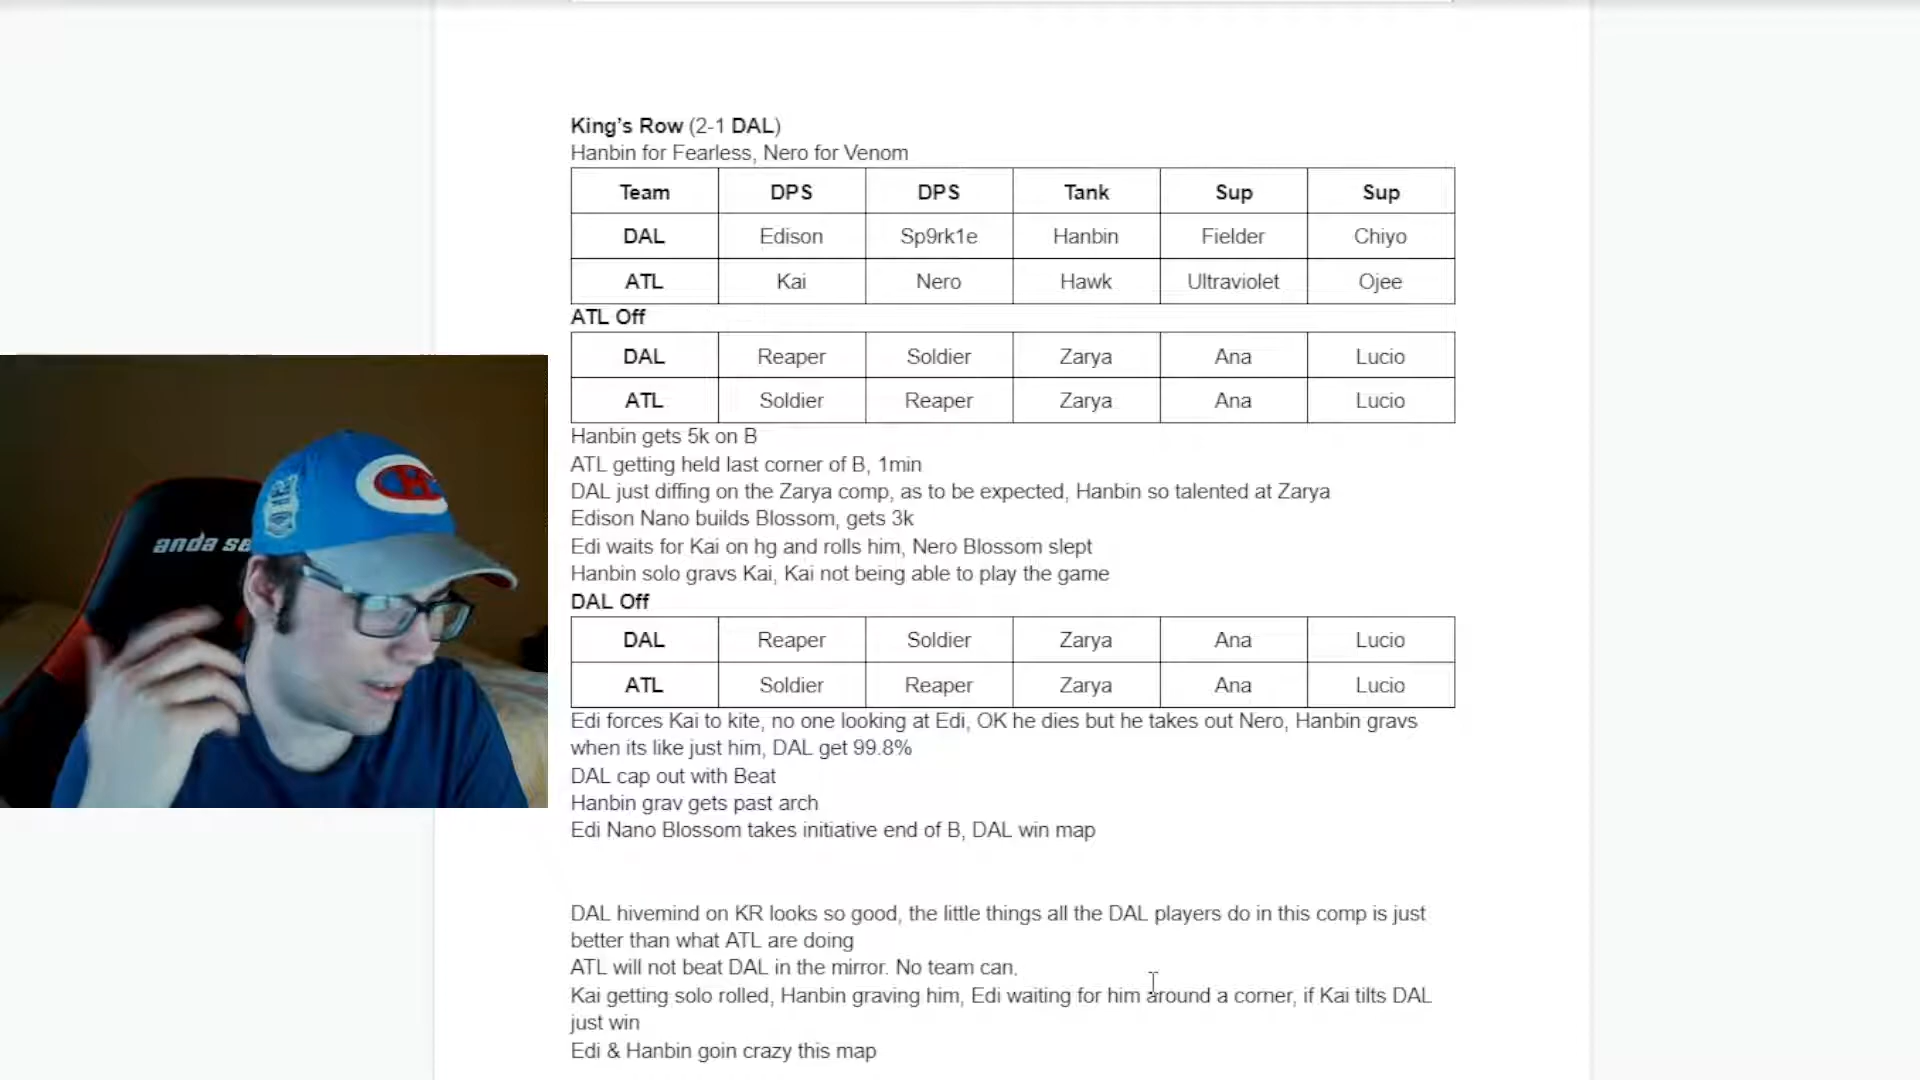 King's Row (2-1 DAL)
Hanbin for Fearless, Nero for Venom
Team DPS DPS Tank Sup Sup
DAL Edison Sp9rk1e Hanbin Fielder Chiyo
ATL Kai Nero Hawk Ultraviolet Ojee
ATL Off
DAL Reaper Soldier Zarya Ana Lucio
ATL Soldier Reaper Zarya Ana Lucio
Hanbin gets 5k on B
ATL getting held last corner of B, 1min
DAL just diffing on the Zarya comp, as to be expected, Hanbin so talented at Zarya
Edison Nano builds Blossom, gets 3k
Edi waits for Kai on hg and rolls him, Nero Blossom slept
Hanbin solo gravs Kai, Kai not being able to play the game
DAL Off
DAL Reaper Soldier Zarya Ana Lucio
ATL Soldier Reaper Zarya Ana Lucio
Edi forces Kai to kite, no one looking at Edi, OK he dies but he takes out Nero, Hanbin gravs
when its like just him, DAL get 99.8%
DAL cap out with Beat
Hanbin grav gets past arch
Edi Nano Blossom takes initiative end of B, DAL win map
DAL hivemind on KR looks so good, the little things all the DAL players do in this comp is just
better than what ATL are doing
ATL will not beat DAL in the mirror. No team can.
Kai getting solo rolled, Hanbin graving him, Edi waiting for him around a corner, if Kai tilts DAL
just win
Edi & Hanbin goin crazy this map
anda se